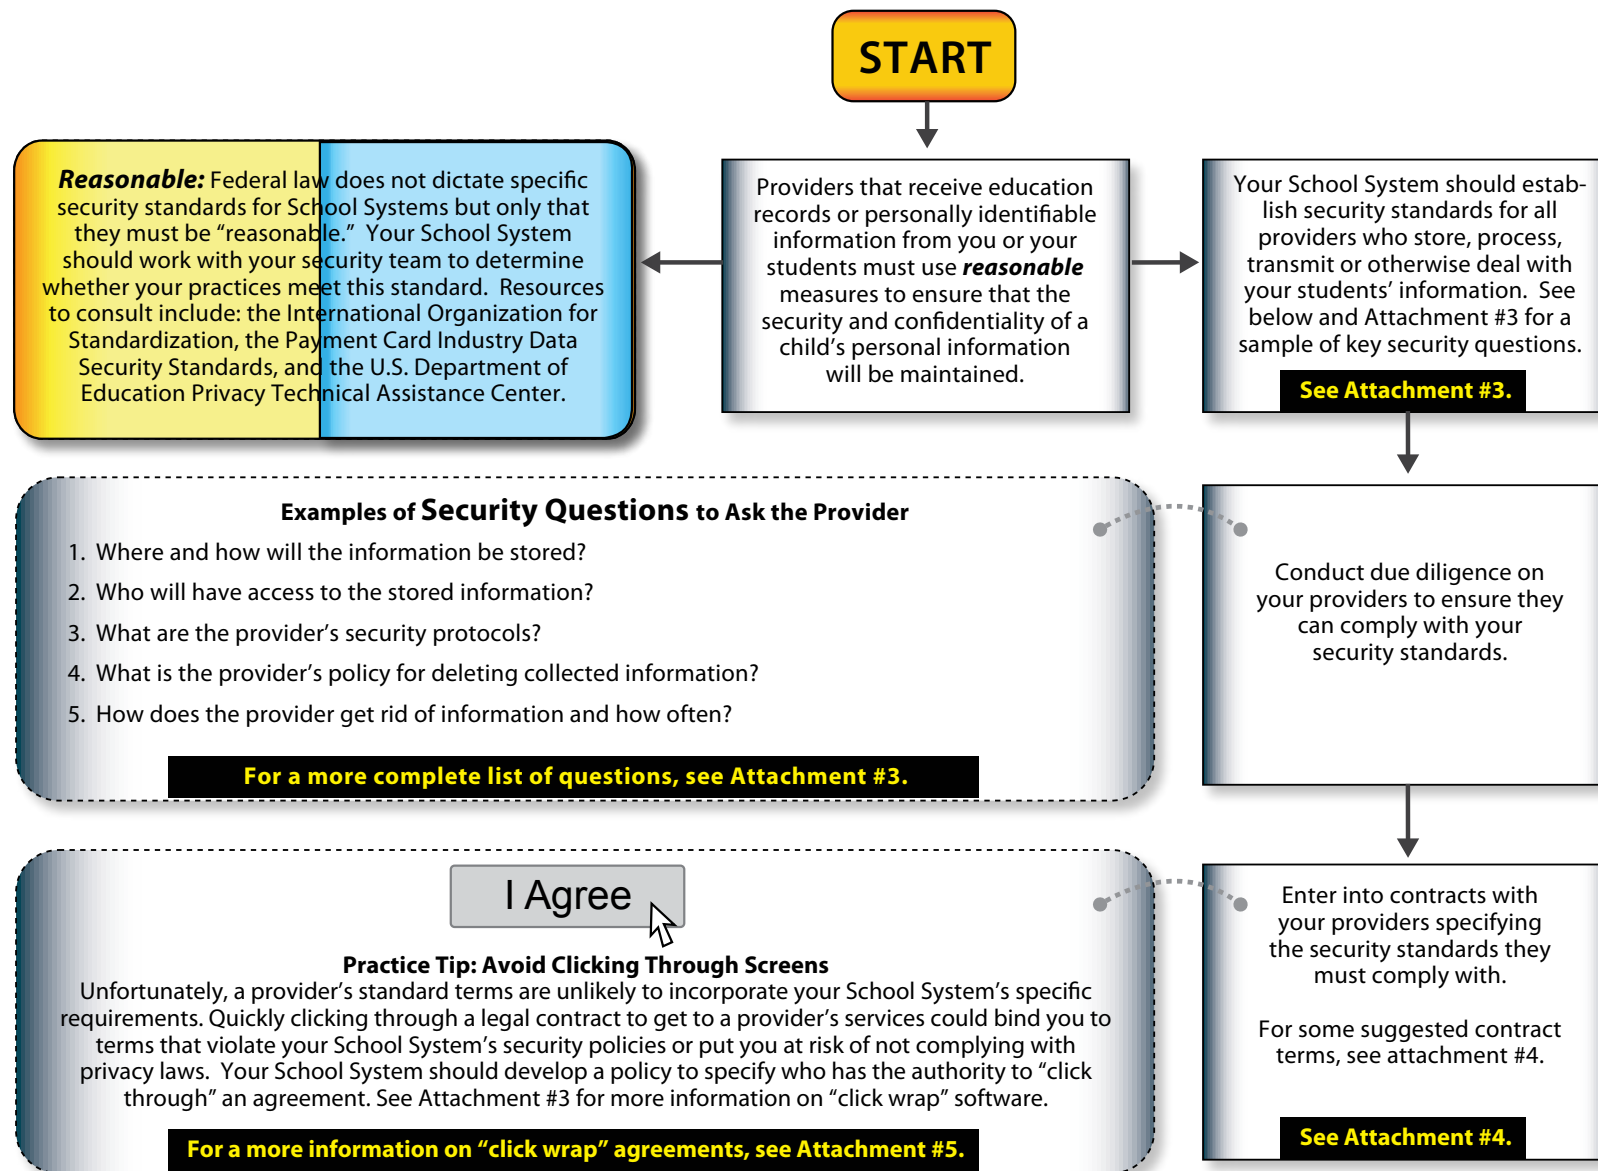 START
Reasonable: Federal law does not dictate specific
security standards for School Systems but only that
they must be “reasonable.”  Your School System
should work with your security team to determine
whether your practices meet this standard.  Resources
to consult include: the International Organization for
Standardization, the Payment Card Industry Data
Security Standards, and the U.S. Department of
Education Privacy Technical Assistance Center.
Providers that receive education
records or personally identifiable
information from you or your
students must use reasonable
measures to ensure that the
security and confidentiality of a
child’s personal information
will be maintained.
Your School System should estab-
lish security standards for all
providers who store, process,
transmit or otherwise deal with
your students’ information.  See
below and Attachment #3 for a
sample of key security questions.
See Attachment #3.
Examples of Security Questions to Ask the Provider
1. Where and how will the information be stored?
2. Who will have access to the stored information?
3. What are the provider’s security protocols?
4. What is the provider’s policy for deleting collected information?
5. How does the provider get rid of information and how often?
For a more complete list of questions, see Attachment #3.
Conduct due diligence on
your providers to ensure they
can comply with your
security standards.
I Agree
Practice Tip: Avoid Clicking Through Screens
Unfortunately, a provider’s standard terms are unlikely to incorporate your School System’s specific
requirements. Quickly clicking through a legal contract to get to a provider’s services could bind you to
terms that violate your School System’s security policies or put you at risk of not complying with
privacy laws.  Your School System should develop a policy to specify who has the authority to “click
through” an agreement. See Attachment #3 for more information on “click wrap” software.
For a more information on “click wrap” agreements, see Attachment #5.
Enter into contracts with
your providers specifying
the security standards they
must comply with.
For some suggested contract
terms, see attachment #4.
See Attachment #4.